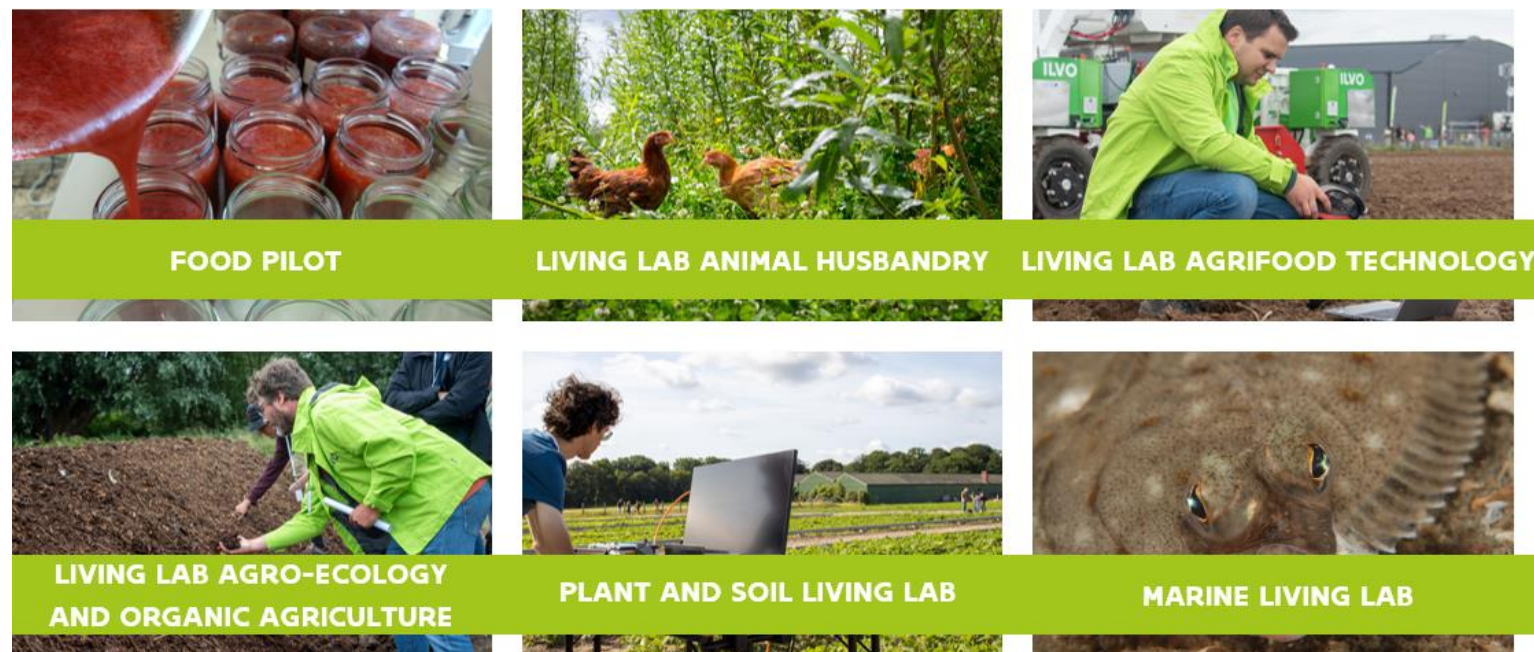 ILVO
ILVO
FOOD PILOT
LIVING LAB ANIMAL HUSBANDRY
LIVING LAB AGRIFOOD TECHNOLOGY
LIVING LAB AGRO-ECOLOGY
AND ORGANIC AGRICULTURE
PLANT AND SOIL LIVING LAB
MARINE LIVING LAB